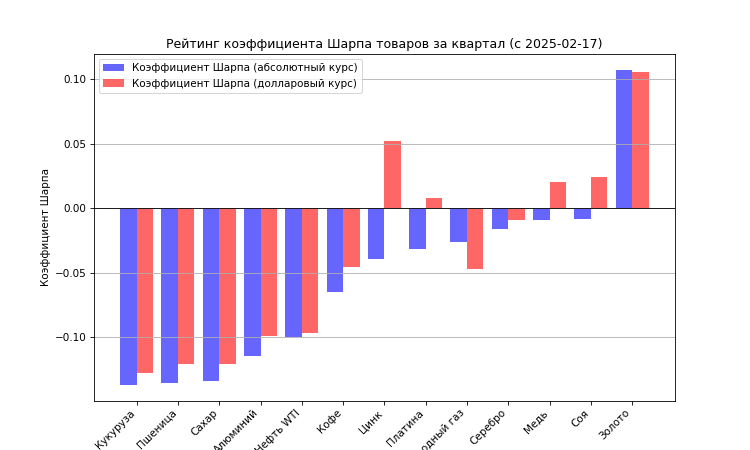 Рейтинг коэффициента Шарпа товаров за квартал (с 2025-02-17)
Коэффициент Шарпа (абсолютный курс)
Коэффициент Шарпа (долларовый курс)
Коэффициент Шарпа
0.10
0.05
0.00
−0.05
−0.10
Кукуруза
Пшеница
Сахар
Алюминий
Нефть WTI
Кофе
Цинк
Платина
одный газ
Серебро
Медь
Соя
Золото